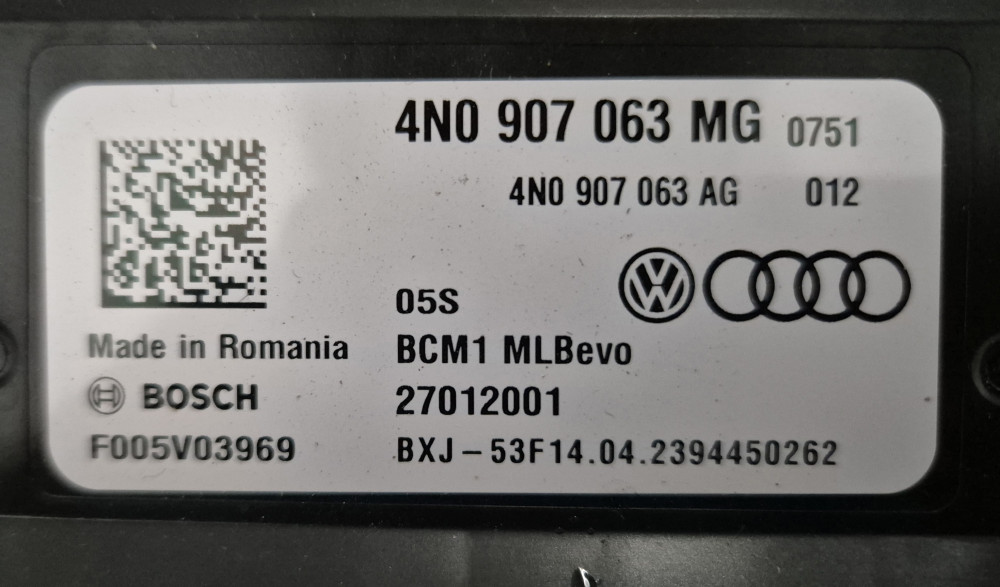 4N0 907 063 MG 0751
4N0 907 063 AG 012
05S
Made in Romania
BCM1 MLBevo
BOSCH
27012001
F005V03969
BXJ-53F14.04.2394450262